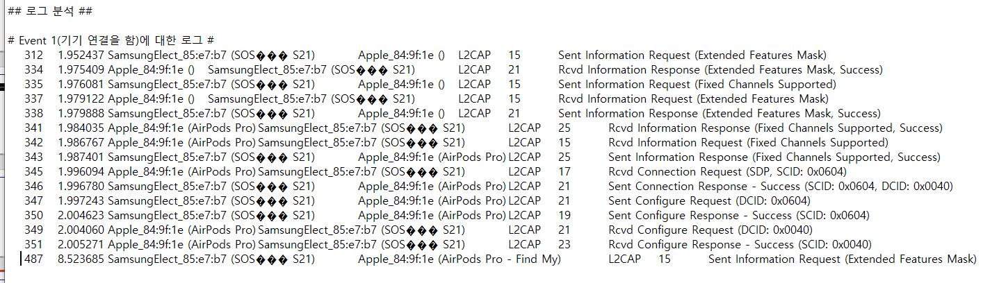 ## 로그 분석 ##
# Event 1(기기 연결을 함)에 대한 로그 #
312 1.952437 SamsungElect_85:e7:b7 (SOS��� S21) Apple_84:9f:1e () L2CAP 15 Sent Information Request (Extended Features Mask)
334 1.975409 Apple_84:9f:1e () SamsungElect_85:e7:b7 (SOS��� S21) L2CAP 21 Rcvd Information Response (Extended Features Mask, Success)
335 1.976081 SamsungElect_85:e7:b7 (SOS��� S21) Apple_84:9f:1e () L2CAP 15 Sent Information Request (Fixed Channels Supported)
337 1.979122 Apple_84:9f:1e () SamsungElect_85:e7:b7 (SOS��� S21) L2CAP 15 Rcvd Information Request (Extended Features Mask)
338 1.979888 SamsungElect_85:e7:b7 (SOS��� S21) Apple_84:9f:1e () L2CAP 21 Sent Information Response (Extended Features Mask, Success)
341 1.984035 Apple_84:9f:1e (AirPods Pro) SamsungElect_85:e7:b7 (SOS��� S21) L2CAP 25 Rcvd Information Response (Fixed Channels Supported, Success)
342 1.986767 Apple_84:9f:1e (AirPods Pro) SamsungElect_85:e7:b7 (SOS��� S21) L2CAP 15 Rcvd Information Request (Fixed Channels Supported)
343 1.987401 SamsungElect_85:e7:b7 (SOS��� S21) Apple_84:9f:1e (AirPods Pro) L2CAP 25 Sent Information Response (Fixed Channels Supported, Success)
345 1.996094 Apple_84:9f:1e (AirPods Pro) SamsungElect_85:e7:b7 (SOS��� S21) L2CAP 17 Rcvd Connection Request (SDP, SCID: 0x0604)
346 1.996780 SamsungElect_85:e7:b7 (SOS��� S21) Apple_84:9f:1e (AirPods Pro) L2CAP 21 Sent Connection Response - Success (SCID: 0x0604, DCID: 0x0040)
347 1.997243 SamsungElect_85:e7:b7 (SOS��� S21) Apple_84:9f:1e (AirPods Pro) L2CAP 21 Sent Configure Request (DCID: 0x0604)
350 2.004623 SamsungElect_85:e7:b7 (SOS��� S21) Apple_84:9f:1e (AirPods Pro) L2CAP 19 Sent Configure Response - Success (SCID: 0x0604)
349 2.004060 Apple_84:9f:1e (AirPods Pro) SamsungElect_85:e7:b7 (SOS��� S21) L2CAP 21 Rcvd Configure Request (DCID: 0x0040)
351 2.005271 Apple_84:9f:1e (AirPods Pro) SamsungElect_85:e7:b7 (SOS��� S21) L2CAP 23 Rcvd Configure Response - Success (SCID: 0x0040)
487 8.523685 SamsungElect_85:e7:b7 (SOS��� S21) Apple_84:9f:1e (AirPods Pro - Find My) L2CAP 15 Sent Information Request (Extended Features Mask)